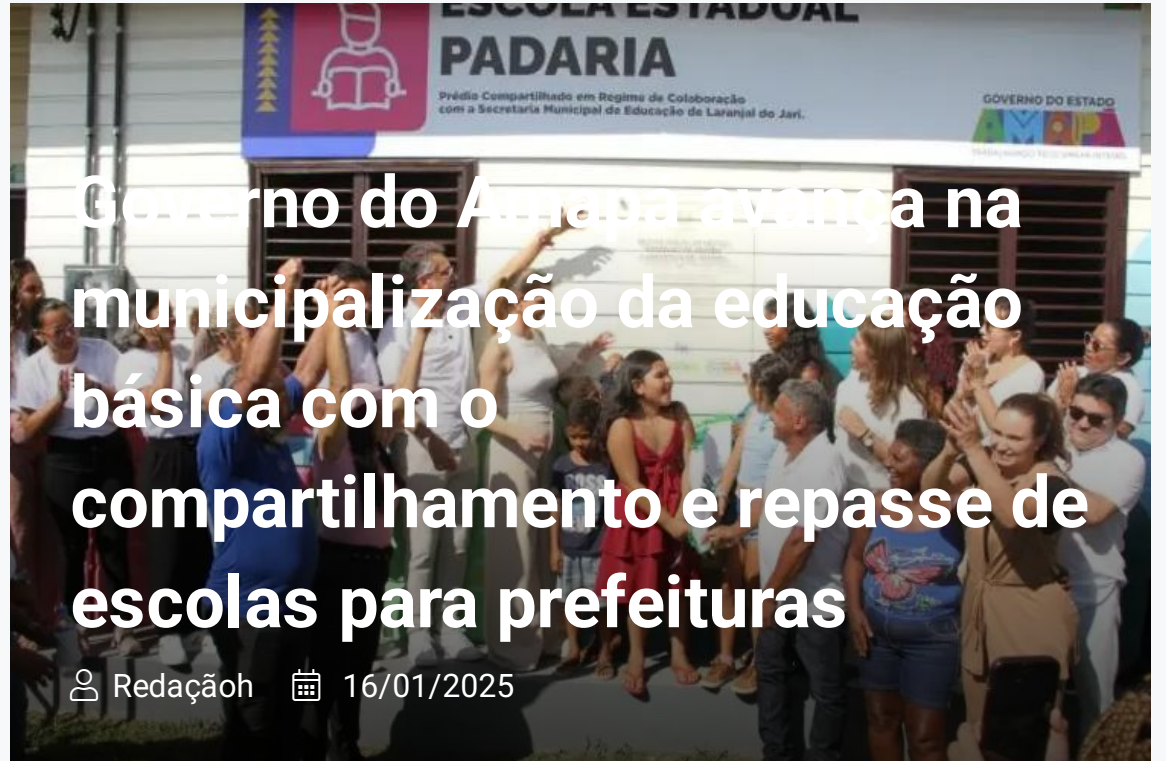 ESCOLA ESTADUAL
PADARIA
Prédio Compartilhado em Regime de Colaboração
com a Secretaria Municipal de Educação de Laranjal do Jari.
GOVERNO DO ESTADO
AMAPÁ
Governo do Amapá avança na
municipalização da educação
básica com o
compartilhamento e repasse de
escolas para prefeituras
Redaçãoh 16/01/2025